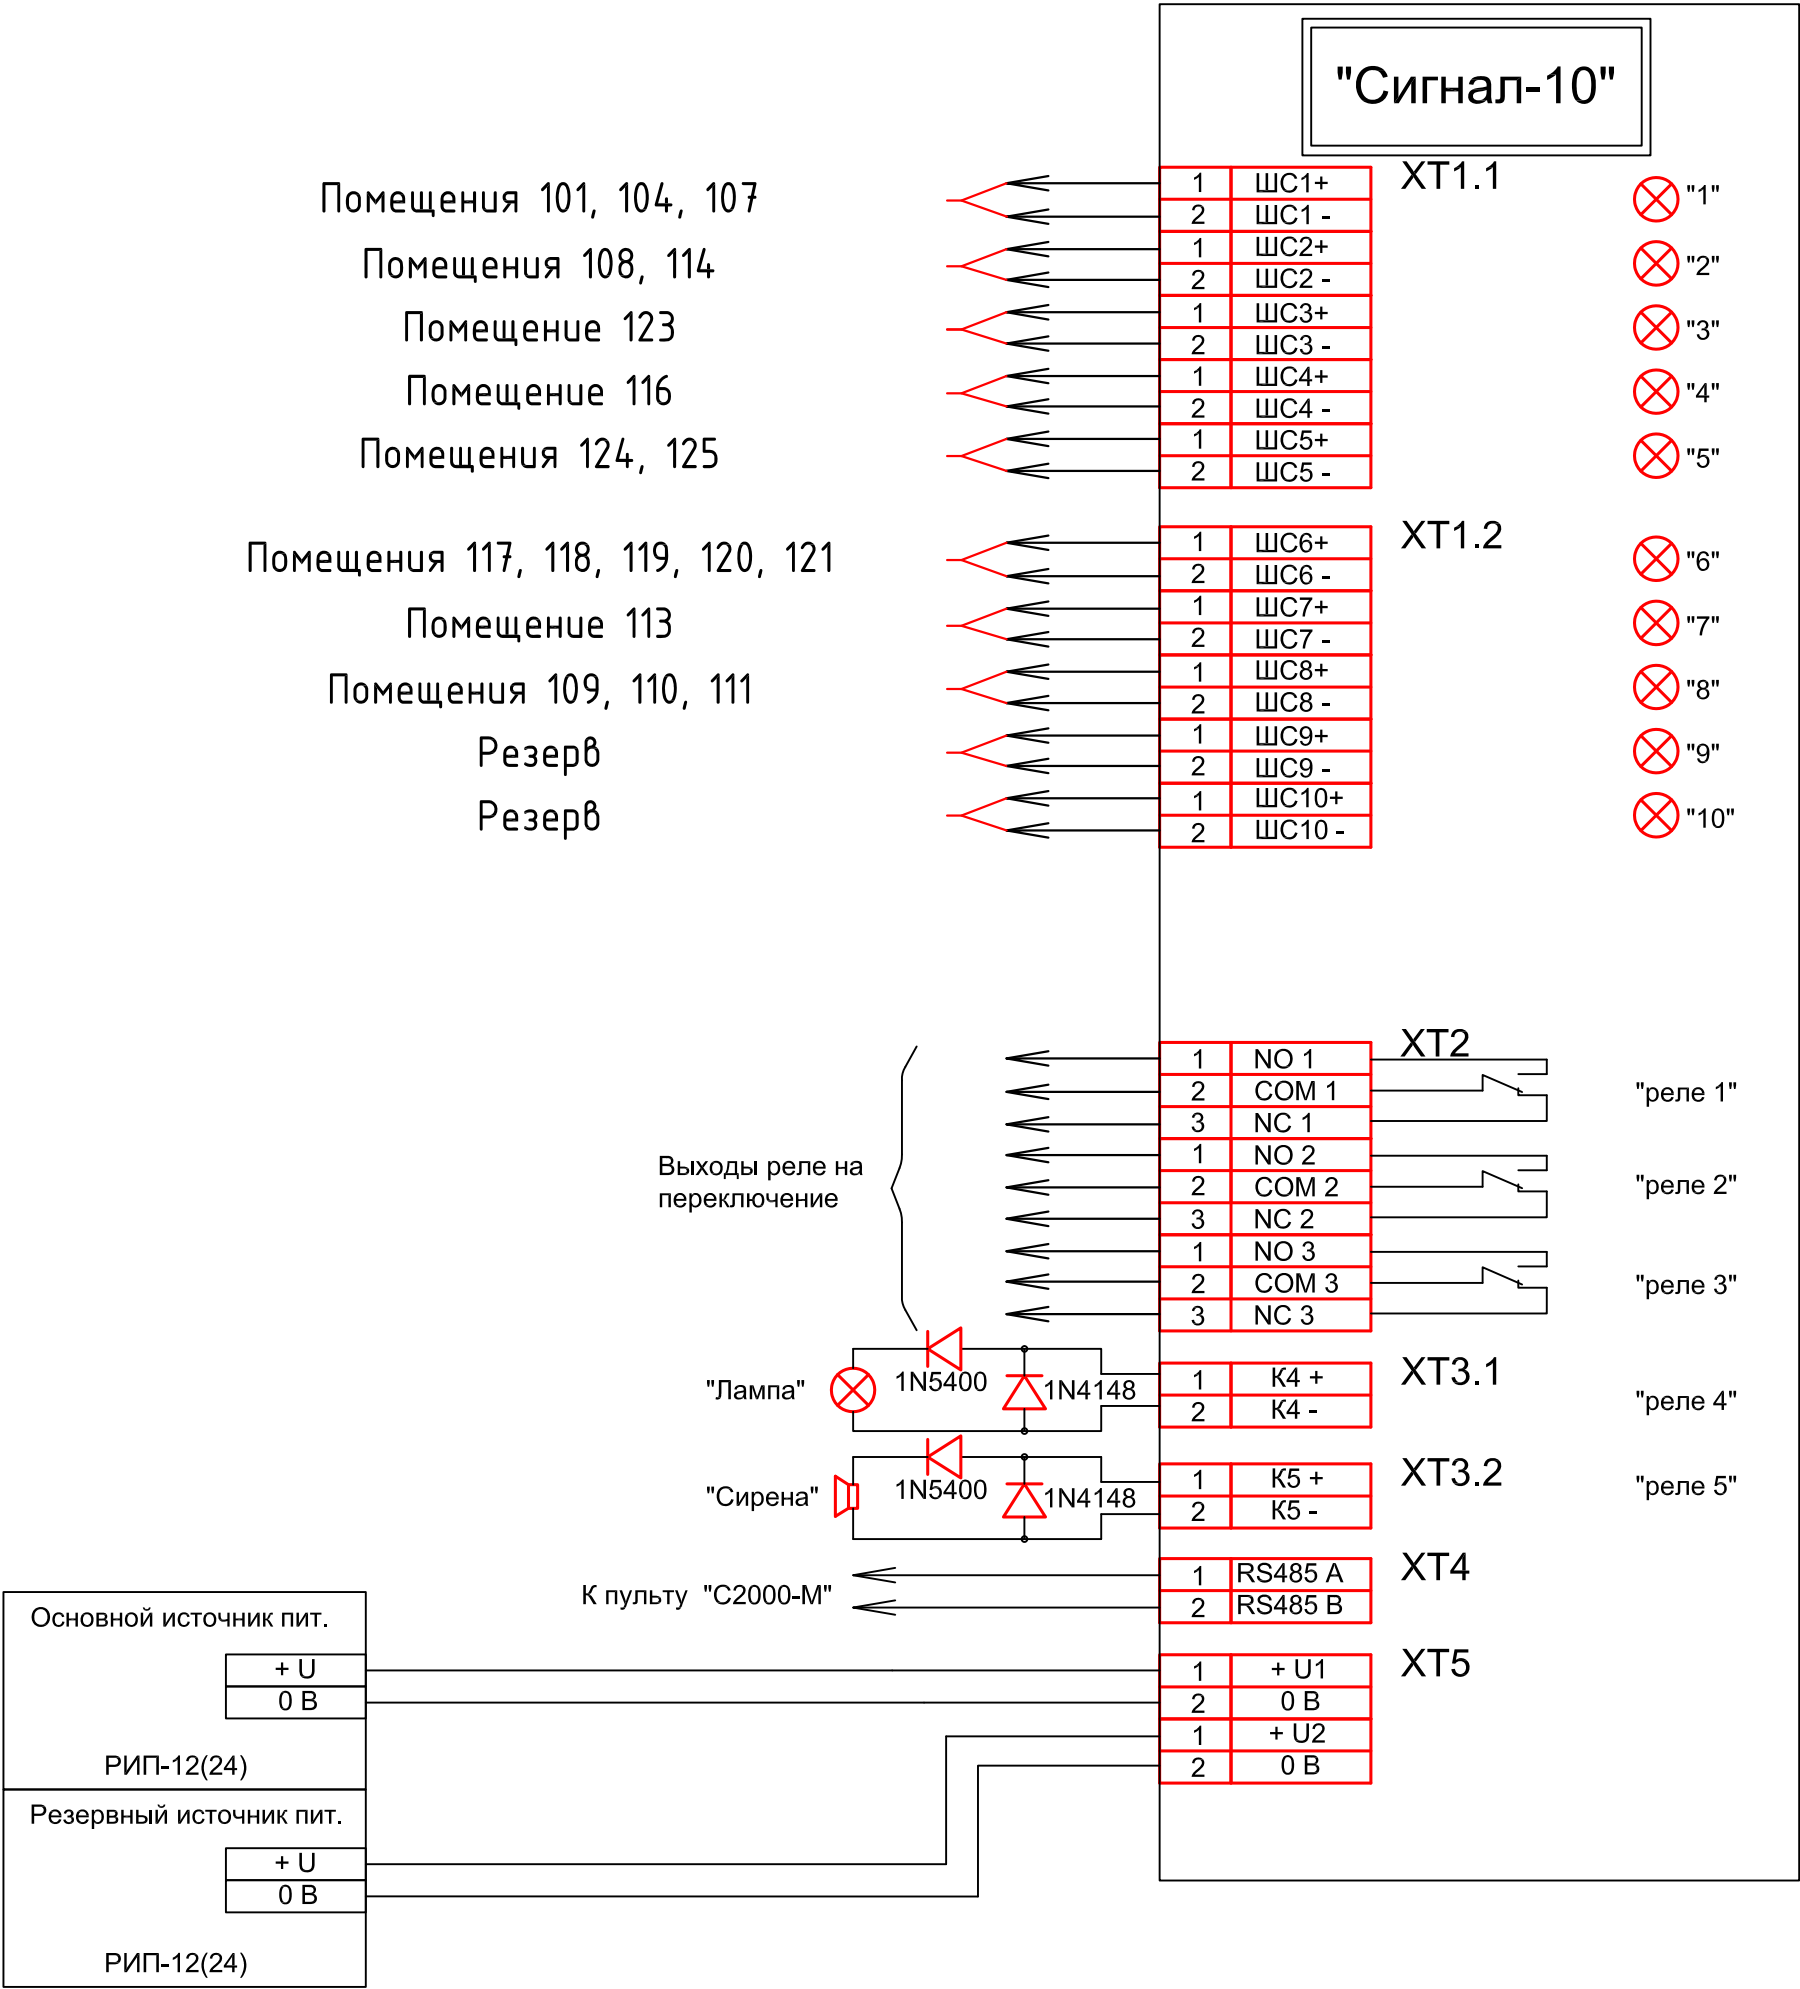 "Сигнал-10"
XT1.1
Помещения 101, 104, 107
1 ШС1+
2 ШС1 -
"1"
Помещения 108, 114
1 ШС2+
2 ШС2 -
"2"
Помещение 123
1 ШС3+
2 ШС3 -
"3"
Помещение 116
1 ШС4+
2 ШС4 -
"4"
Помещения 124, 125
1 ШС5+
2 ШС5 -
"5"
XT1.2
Помещения 117, 118, 119, 120, 121
1 ШС6+
2 ШС6 -
"6"
Помещение 113
1 ШС7+
2 ШС7 -
"7"
Помещения 109, 110, 111
1 ШС8+
2 ШС8 -
"8"
Резерв
1 ШС9+
2 ШС9 -
"9"
Резерв
1 ШС10+
2 ШС10 -
"10"
XT2
Выходы реле на
переключение
1 NO 1
2 COM 1
3 NC 1
"реле 1"
1 NO 2
2 COM 2
3 NC 2
"реле 2"
1 NO 3
2 COM 3
3 NC 3
"реле 3"
XT3.1
"Лампа"
1N5400
1N4148
1 К4 +
2 К4 -
"реле 4"
XT3.2
"Сирена"
1N5400
1N4148
1 К5 +
2 К5 -
"реле 5"
XT4
К пульту "С2000-М"
1 RS485 A
2 RS485 B
XT5
1 + U1
2 0 В
1 + U2
2 0 В
Основной источник пит.
+ U
0 В
РИП-12(24)
Резервный источник пит.
+ U
0 В
РИП-12(24)